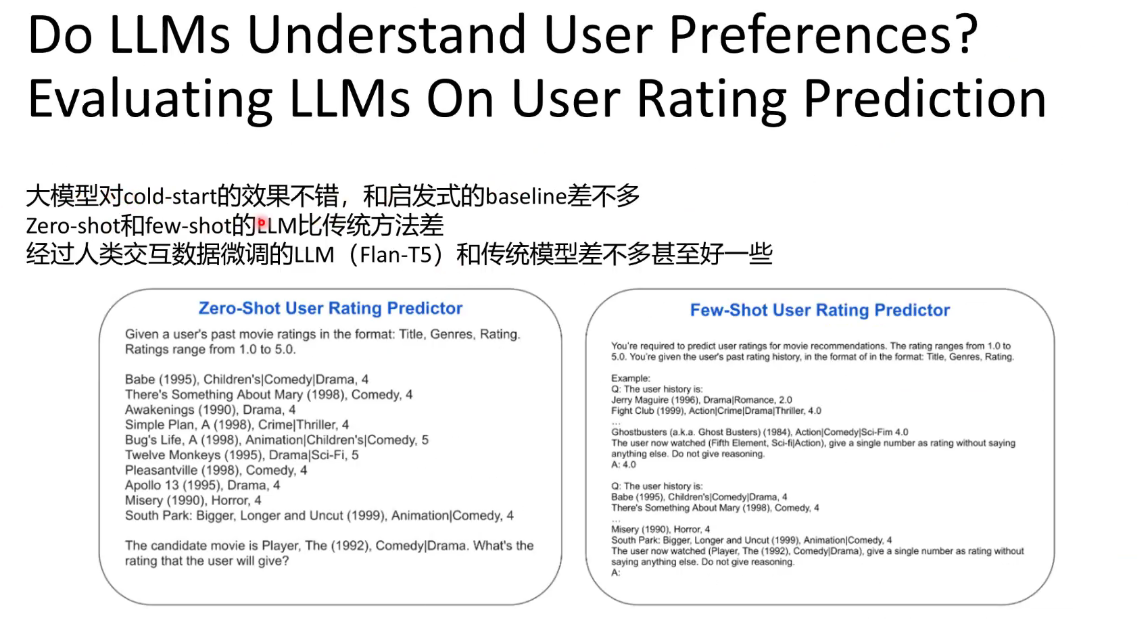 Do LLMs Understand User Preferences?
Evaluating LLMs On User Rating Prediction
大模型对cold-start的效果不错，和启发式的baseline差不多
Zero-shot和few-shot的LLM比传统方法差
经过人类交互数据微调的LLM（Flan-T5）和传统模型差不多甚至好一些
Zero-Shot User Rating Predictor
Given a user's past movie ratings in the format: Title, Genres, Rating.
Ratings range from 1.0 to 5.0.
Babe (1995), Children's|Comedy|Drama, 4
There's Something About Mary (1998), Comedy, 4
Awakenings (1990), Drama, 4
Simple Plan, A (1998), Crime|Thriller, 4
Bug's Life, A (1998), Animation|Children's|Comedy, 5
Twelve Monkeys (1995), Drama|Sci-Fi, 5
Pleasantville (1998), Comedy, 4
Apollo 13 (1995), Drama, 4
Misery (1990), Horror, 4
South Park: Bigger, Longer and Uncut (1999), Animation|Comedy, 4
The candidate movie is Player, The (1992), Comedy|Drama. What's the
rating that the user will give?
Few-Shot User Rating Predictor
You're required to predict user ratings for movie recommendations. The rating ranges from 1.0 to
5.0. You're given the user's past rating history, in the format of in the format: Title, Genres, Rating.
Example:
Q: The user history is:
Jerry Maguire (1996), Drama|Romance, 2.0
Fight Club (1999), Action|Crime|Drama|Thriller, 4.0
...
Ghostbusters (a.k.a. Ghost Busters) (1984), Action|Comedy|Sci-Fim 4.0
The user now watched (Fifth Element, Sci-fi|Action), give a single number as rating without saying
anything else. Do not give reasoning.
A: 4.0
Q: The user history is:
Babe (1995), Children's|Comedy|Drama, 4
There's Something About Mary (1998), Comedy, 4
...
Misery (1990), Horror, 4
South Park: Bigger, Longer and Uncut (1999), Animation|Comedy, 4
The user now watched (Player, The (1992), Comedy|Drama), give a single number as rating without
saying anything else. Do not give reasoning.
A: